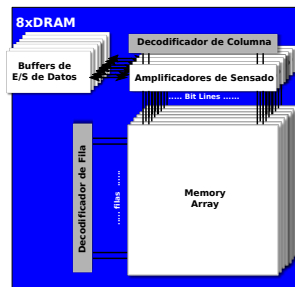 8xDRAM
Decodificador de Columna
Buffers de
E/S de Datos
Amplificadores de Sensado
..... Bit Lines ......
Decodificador de Fila
..... filas ......
Memory
Array